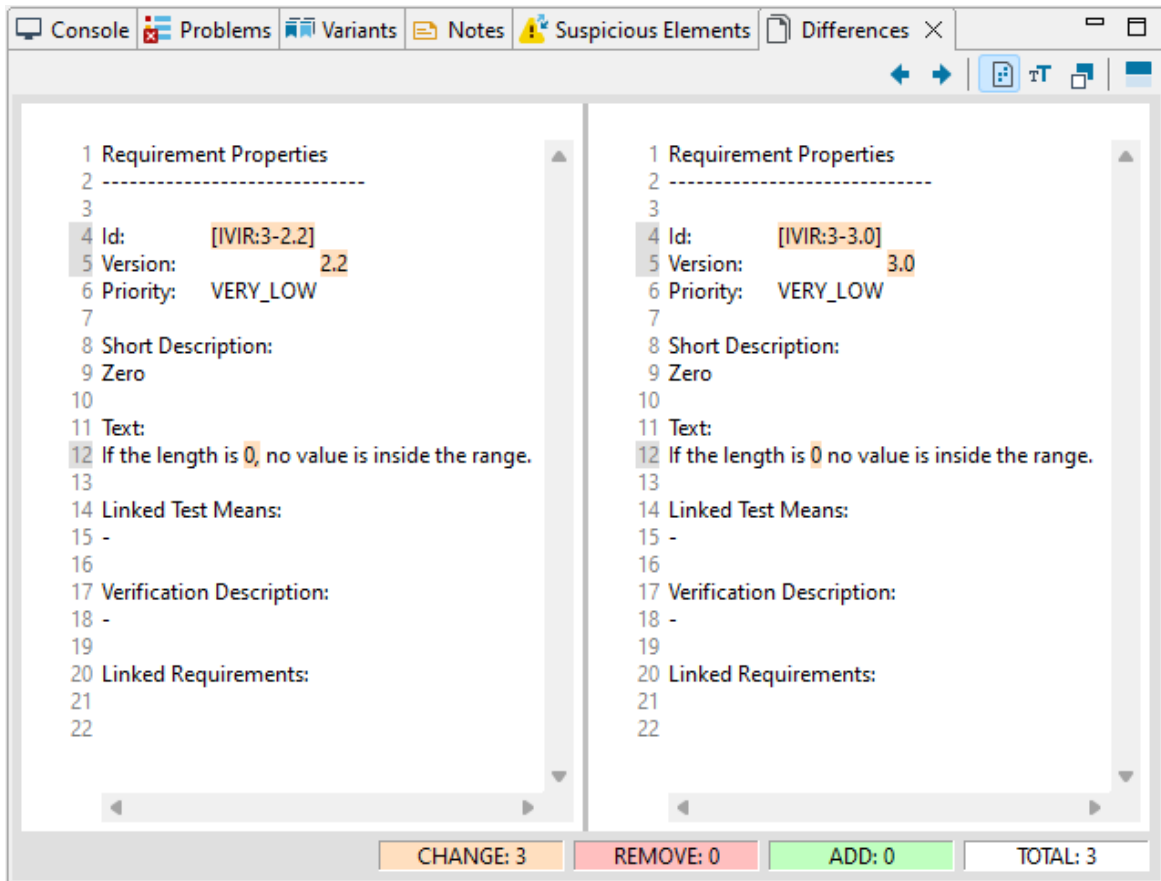 Console Problems Variants Notes Suspicious Elements Differences
1 Requirement Properties
2 -----------------------------
3
4 Id: [IVIR:3-2.2]
5 Version: 2.2
6 Priority: VERY_LOW
7
8 Short Description:
9 Zero
10
11 Text:
12 If the length is 0, no value is inside the range.
13
14 Linked Test Means:
15 -
16
17 Verification Description:
18 -
19
20 Linked Requirements:
21
22
1 Requirement Properties
2 -----------------------------
3
4 Id: [IVIR:3-3.0]
5 Version: 3.0
6 Priority: VERY_LOW
7
8 Short Description:
9 Zero
10
11 Text:
12 If the length is 0 no value is inside the range.
13
14 Linked Test Means:
15 -
16
17 Verification Description:
18 -
19
20 Linked Requirements:
21
22
CHANGE: 3 REMOVE: 0 ADD: 0 TOTAL: 3